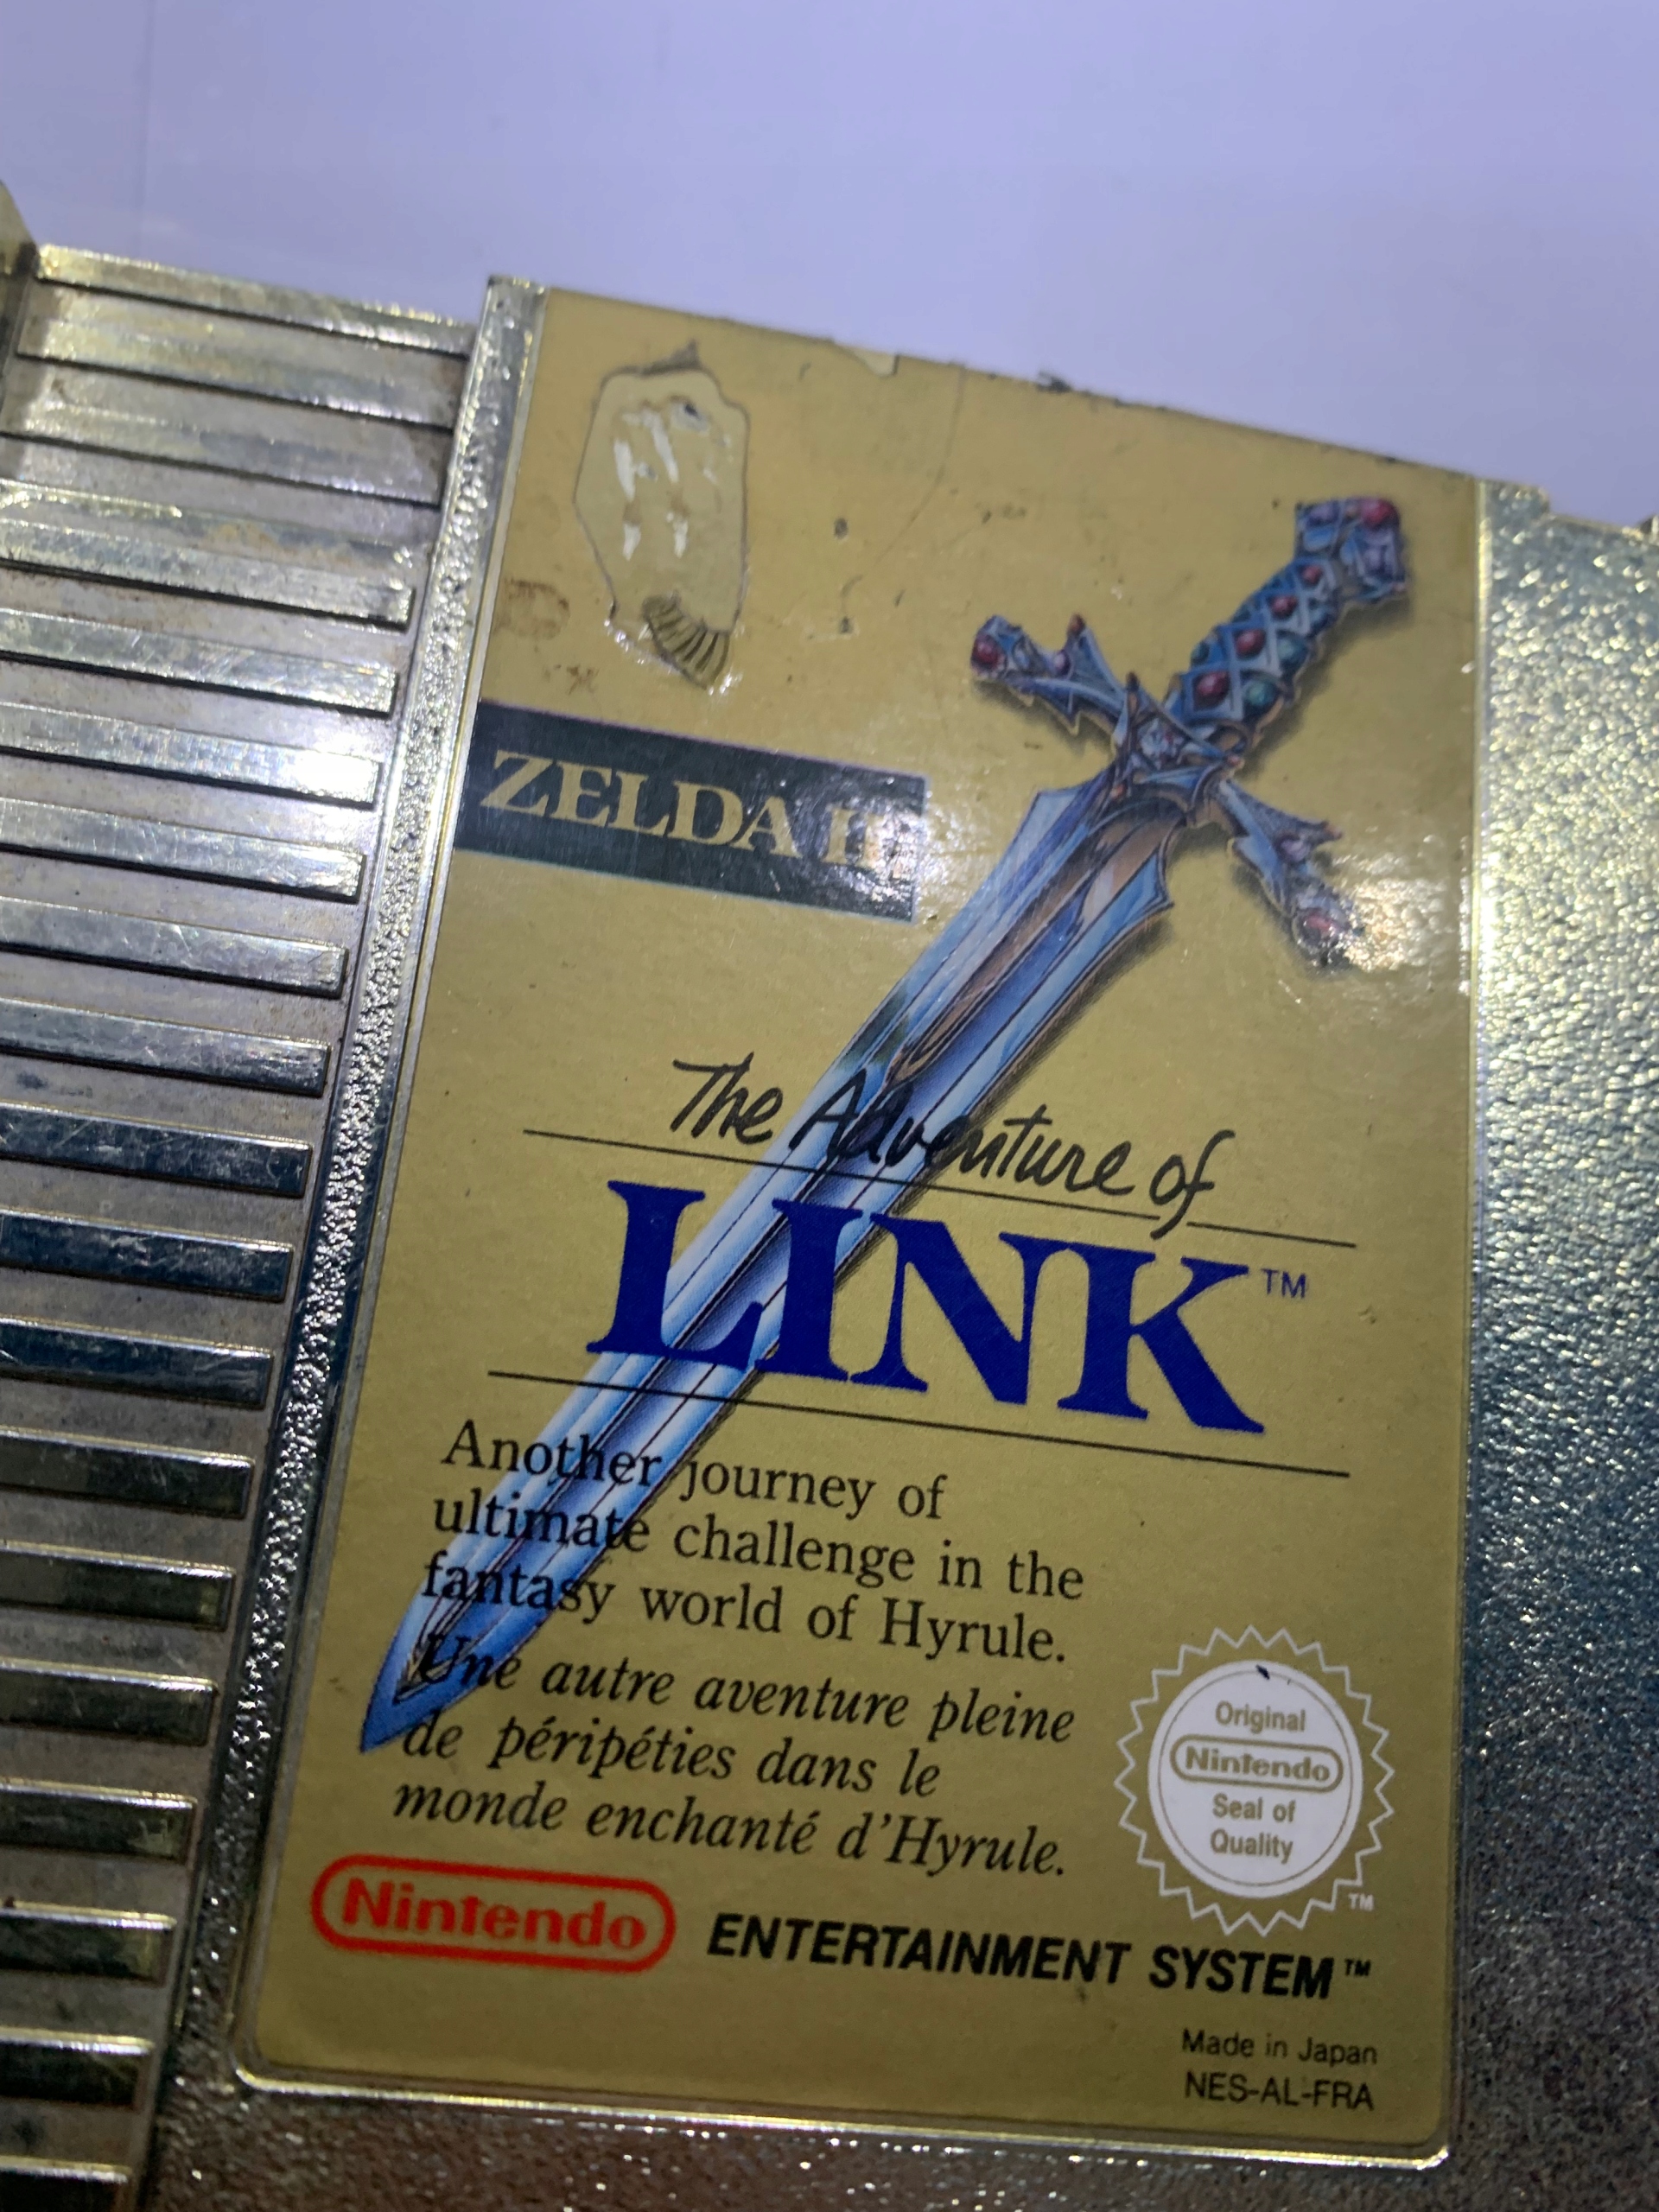 ZELDA II
The Adventure of
LINK™
Another journey of
ultimate challenge in the
fantasy world of Hyrule.
Une autre aventure pleine
de péripéties dans le
monde enchanté d'Hyrule.
Original
Nintendo
Seal of
Quality
™
Nintendo ENTERTAINMENT SYSTEM™
Made in Japan
NES-AL-FRA